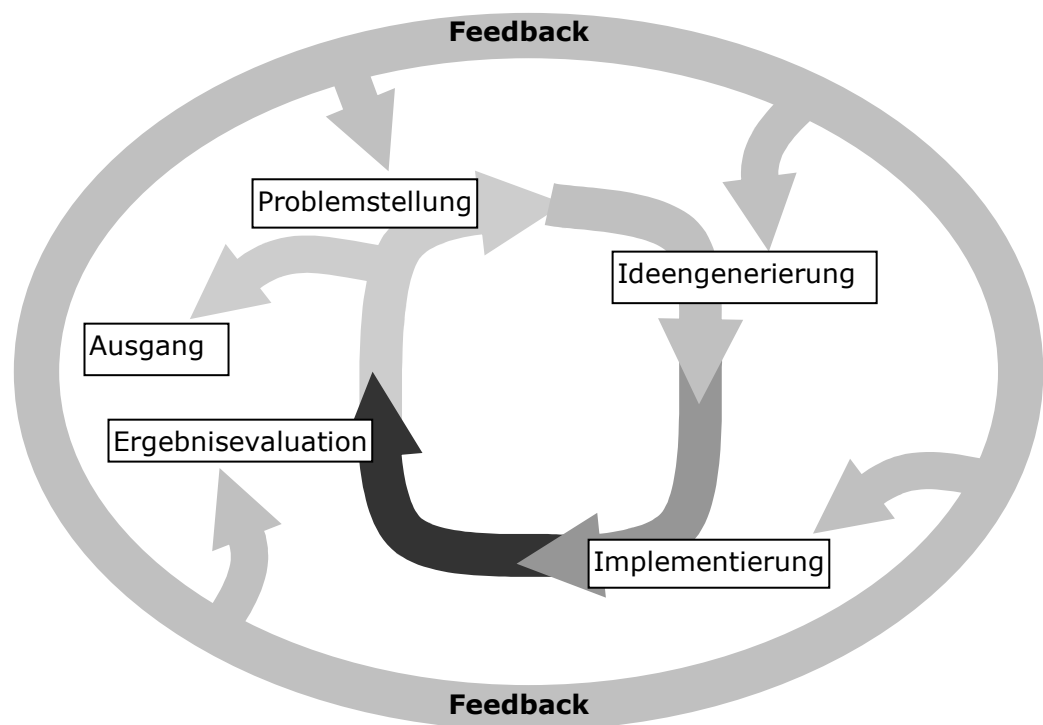 Feedback
Problemstellung
Ideengenerierung
Ausgang
Ergebnisevaluation
Implementierung
Feedback